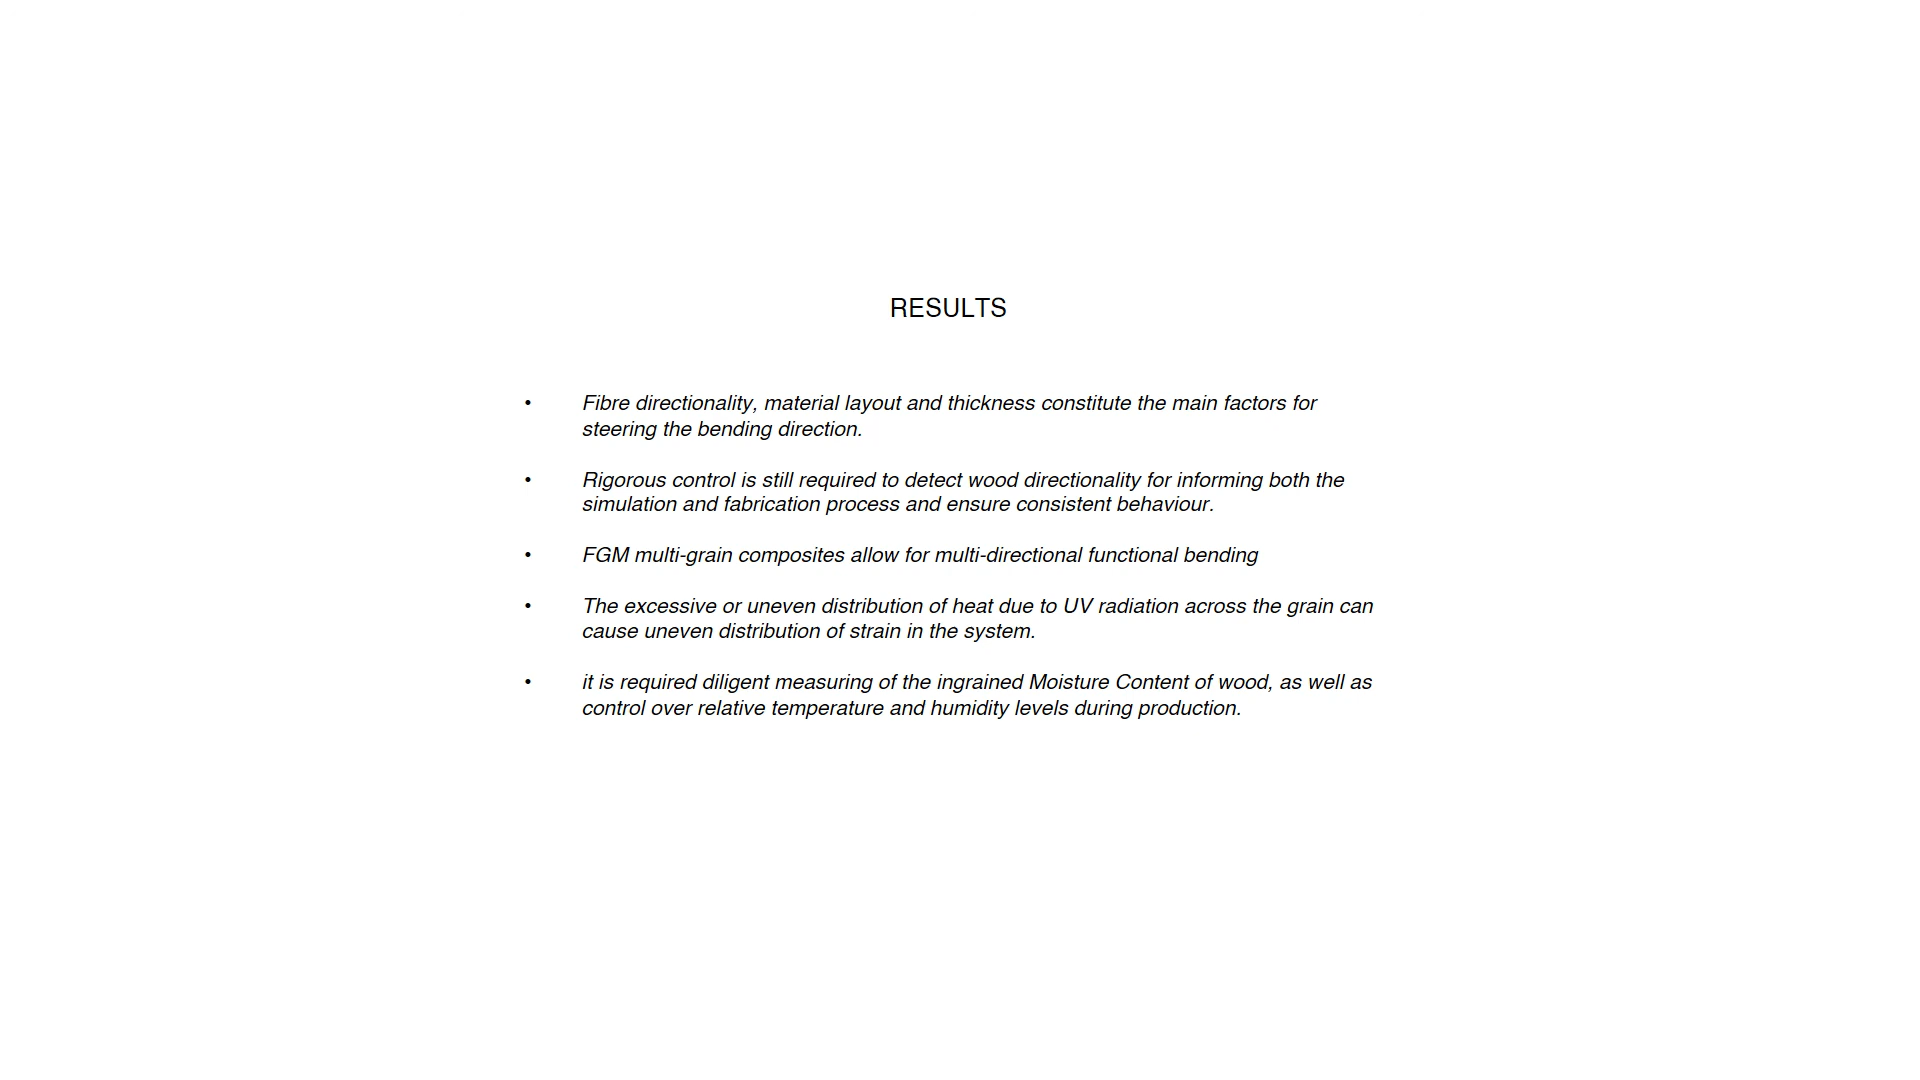 RESULTS
• Fibre directionality, material layout and thickness constitute the main factors for
steering the bending direction.
• Rigorous control is still required to detect wood directionality for informing both the
simulation and fabrication process and ensure consistent behaviour.
• FGM multi-grain composites allow for multi-directional functional bending
• The excessive or uneven distribution of heat due to UV radiation across the grain can
cause uneven distribution of strain in the system.
• it is required diligent measuring of the ingrained Moisture Content of wood, as well as
control over relative temperature and humidity levels during production.